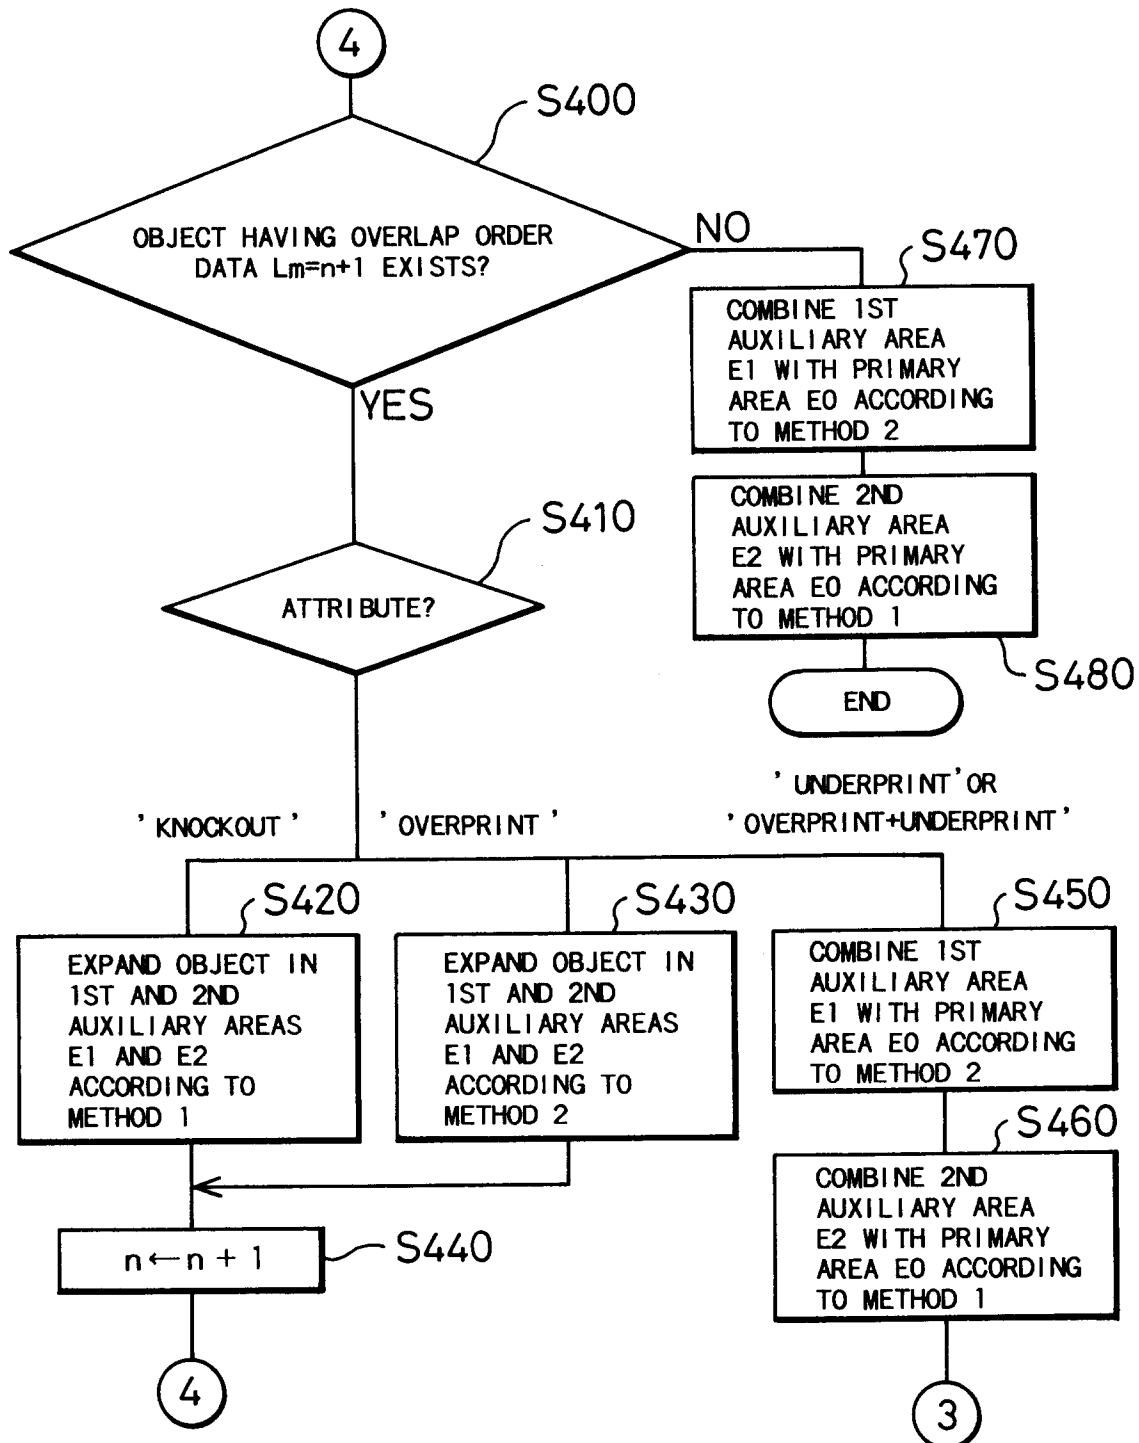 4
S400
OBJECT HAVING OVERLAP ORDER
DATA Lm=n+1 EXISTS?
NO
YES
S470
COMBINE 1ST
AUXILIARY AREA
E1 WITH PRIMARY
AREA E0 ACCORDING
TO METHOD 2
COMBINE 2ND
AUXILIARY AREA
E2 WITH PRIMARY
AREA E0 ACCORDING
TO METHOD 1
S480
END
S410
ATTRIBUTE?
'KNOCKOUT'
'OVERPRINT'
'UNDERPRINT' OR
'OVERPRINT+UNDERPRINT'
S420
EXPAND OBJECT IN
1ST AND 2ND
AUXILIARY AREAS
E1 AND E2
ACCORDING TO
METHOD 1
S430
EXPAND OBJECT IN
1ST AND 2ND
AUXILIARY AREAS
E1 AND E2
ACCORDING TO
METHOD 2
S450
COMBINE 1ST
AUXILIARY AREA
E1 WITH PRIMARY
AREA E0 ACCORDING
TO METHOD 2
S460
COMBINE 2ND
AUXILIARY AREA
E2 WITH PRIMARY
AREA E0 ACCORDING
TO METHOD 1
n←n+1
S440
4
3